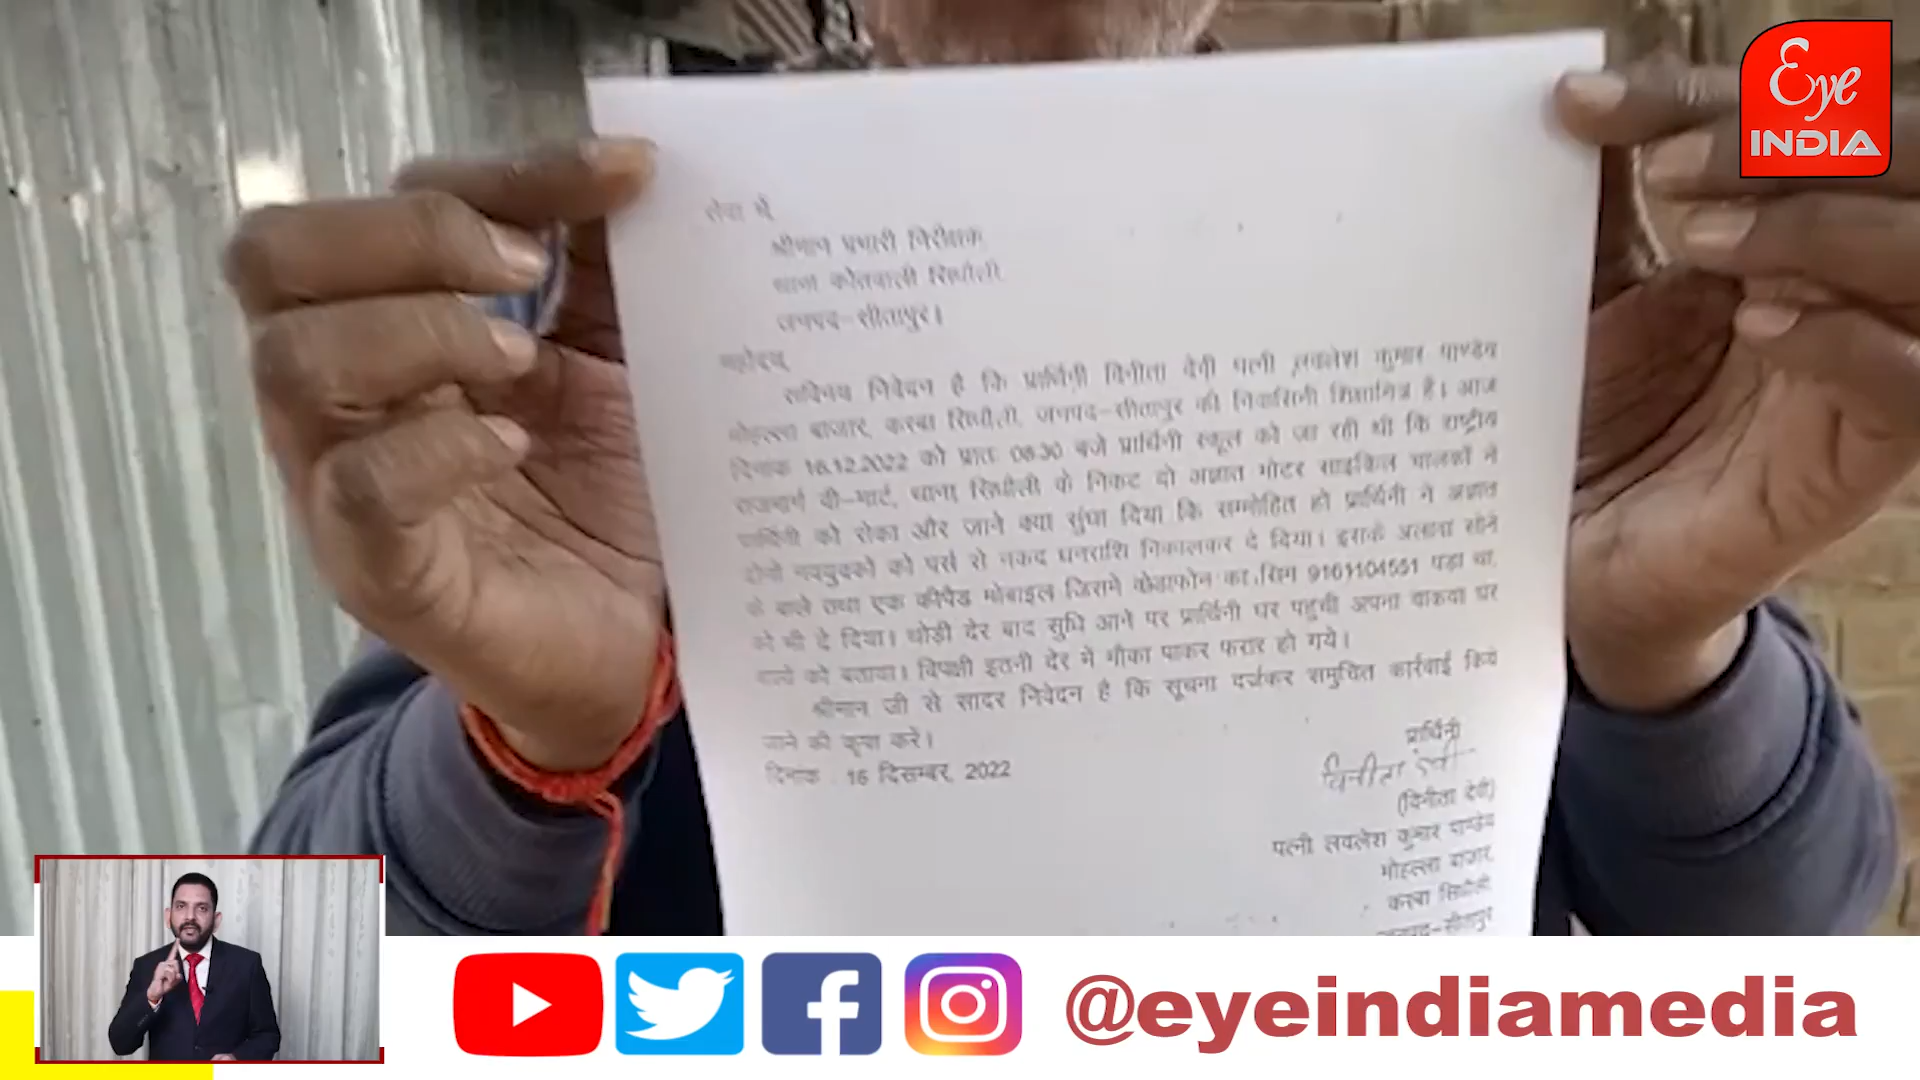 Eye
INDIA
सेवा में,
श्रीमान प्रभारी निरीक्षक
थाना कोतवाली सिधौली
जनपद-सीतापुर।
महोदय,
सविनय निवेदन है कि प्रार्थिनी विनीता देवी पत्नी लवलेश कुमार पाण्डेय
मोहल्ला बाजार, कस्बा सिधौली, जनपद-सीतापुर की निवासिनी शिक्षामित्र है। आज
दिनांक 16.12.2022 को प्रातः 08:30 बजे प्रार्थिनी स्कूल को जा रही थी कि राष्ट्रीय
राजमार्ग वी-मार्ट, थाना सिधौली के निकट दो अज्ञात मोटर साइकिल चालकों ने
प्रार्थिनी को रोका और जाने क्या सुंघा दिया कि सम्मोहित हो प्रार्थिनी ने अज्ञात
दोनो नवयुवकों को पर्स से नकद धनराशि निकालकर दे दिया। इसके अलावा सोने
के बाले तथा एक कीपैड मोबाइल जिसमे वोडाफोन का सिम 9161104551 पड़ा था,
को भी दे दिया। थोड़ी देर बाद सुधि आने पर प्रार्थिनी घर पहुंची अपना वाकया घर
वालो को बताया। विपक्षी इतनी देर में मौका पाकर फरार हो गये।
श्रीमान जी से सादर निवेदन है कि सूचना दर्जकर समुचित कार्रवाई किये
जाने की कृपा करें।
दिनांक : 16 दिसम्बर, 2022
प्रार्थिनी
विनीता देवी
(विनीता देवी)
पत्नी लवलेश कुमार पाण्डेय
मोहल्ला बाजार,
कस्बा सिधौली
जनपद-सीतापुर
@eyeindiamedia